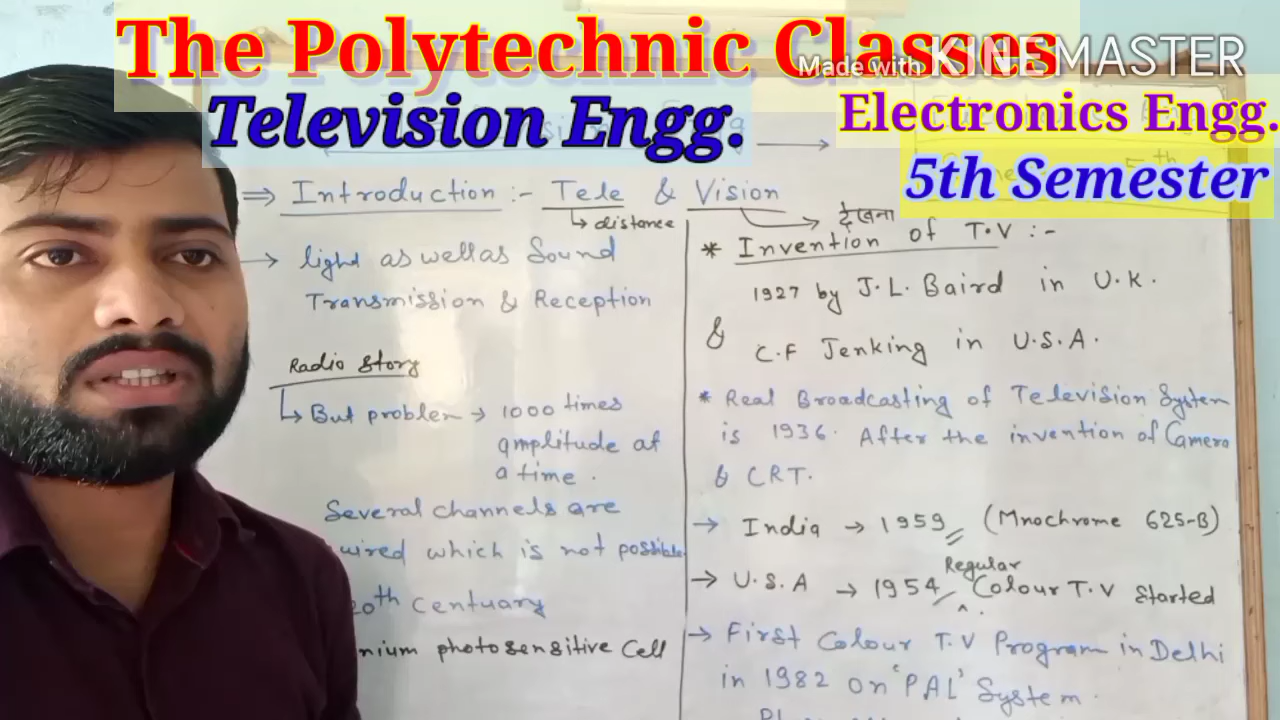 The Polytechnic Classes
Made with KINEMASTER
Television Engg.
Electronics Engg.
5th Semester
⇒ Introduction :- Tele & Vision
↳ distance
→ देखना
→ light as well as Sound
Transmission & Reception
Radio Story
↳ But problem → 1000 times
amplitude at
a time .
Several channels are
uired which is not possible
20th Centuary
nium photosensitive Cell
* Invention of T.V :-
1927 by J.L. Baird in U.K.
& C.F Jenking in U.S.A.
* Real Broadcasting of Television System
is 1936. After the invention of Camera
& CRT.
→ India → 1959 (Mnochrome 625-B)
Regular
→ U.S.A → 1954 Colour T.V Started
→ First Colour T.V Program in Delhi
in 1982 on 'PAL' System.